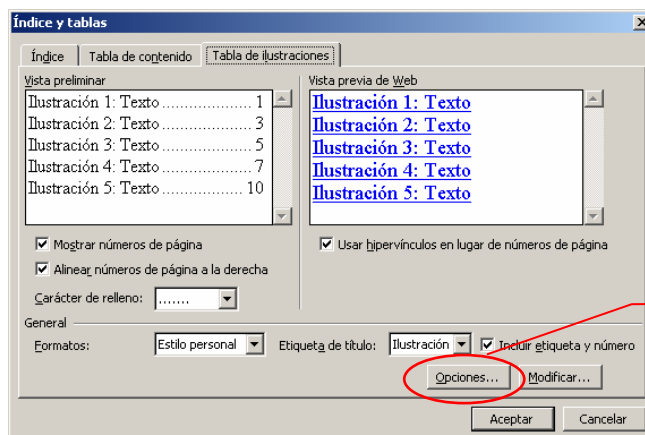 Índice y tablas
Índice Tabla de contenido Tabla de ilustraciones
Vista preliminar
Ilustración 1: Texto.................... 1
Ilustración 2: Texto.................... 3
Ilustración 3: Texto.................... 5
Ilustración 4: Texto.................... 7
Ilustración 5: Texto.................. 10
Vista previa de Web
Ilustración 1: Texto
Ilustración 2: Texto
Ilustración 3: Texto
Ilustración 4: Texto
Ilustración 5: Texto
Mostrar números de página
Alinear números de página a la derecha
Carácter de relleno: .......
Usar hipervínculos en lugar de números de página
General
Formatos: Estilo personal Etiqueta de título: Ilustración Incluir etiqueta y número
Opciones... Modificar...
Aceptar Cancelar